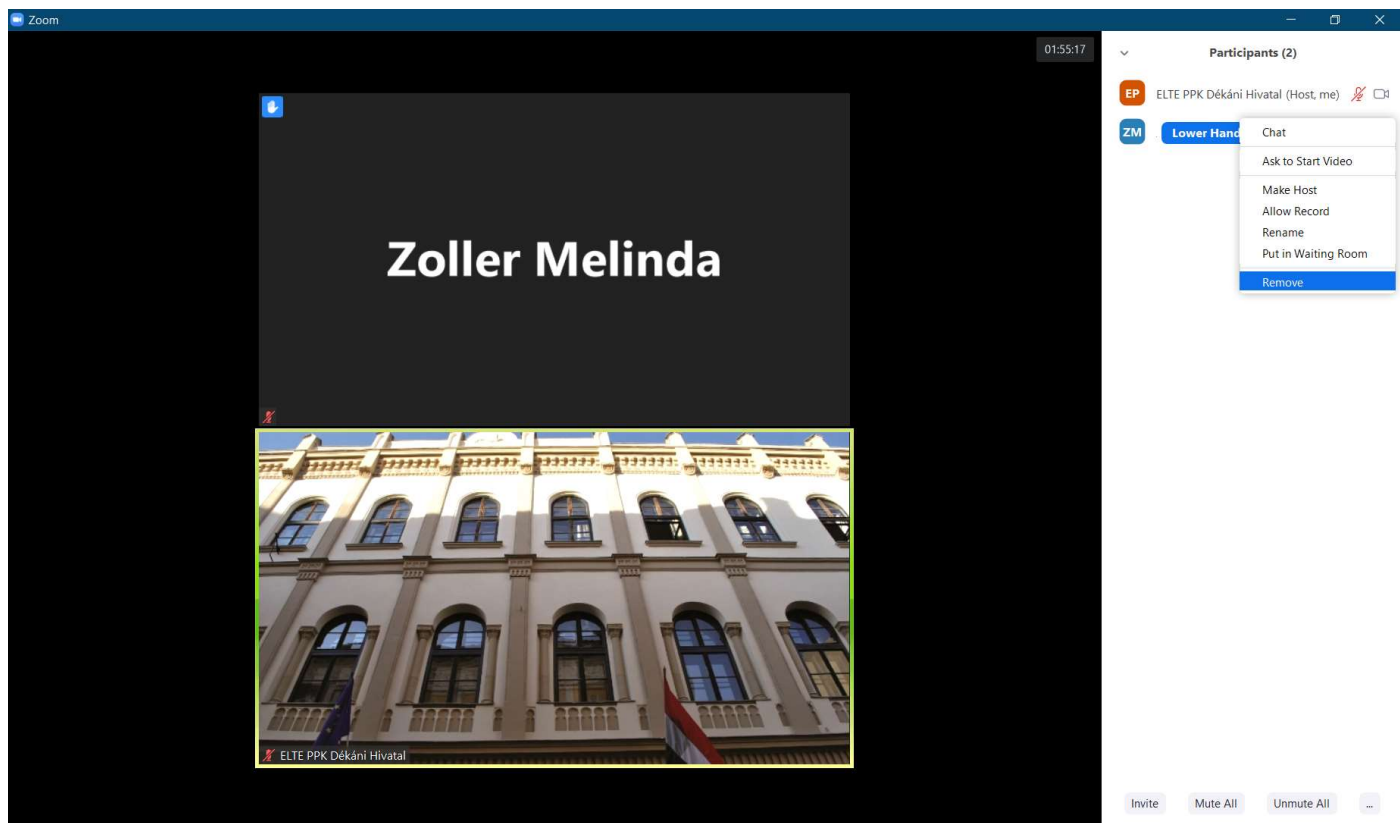 Zoom
01:55:17
Participants (2)
EP ELTE PPK Dékáni Hivatal (Host, me)
ZM Lower Hand
Chat
Ask to Start Video
Make Host
Allow Record
Rename
Put in Waiting Room
Remove
Zoller Melinda
ELTE PPK Dékáni Hivatal
Invite Mute All Unmute All ...